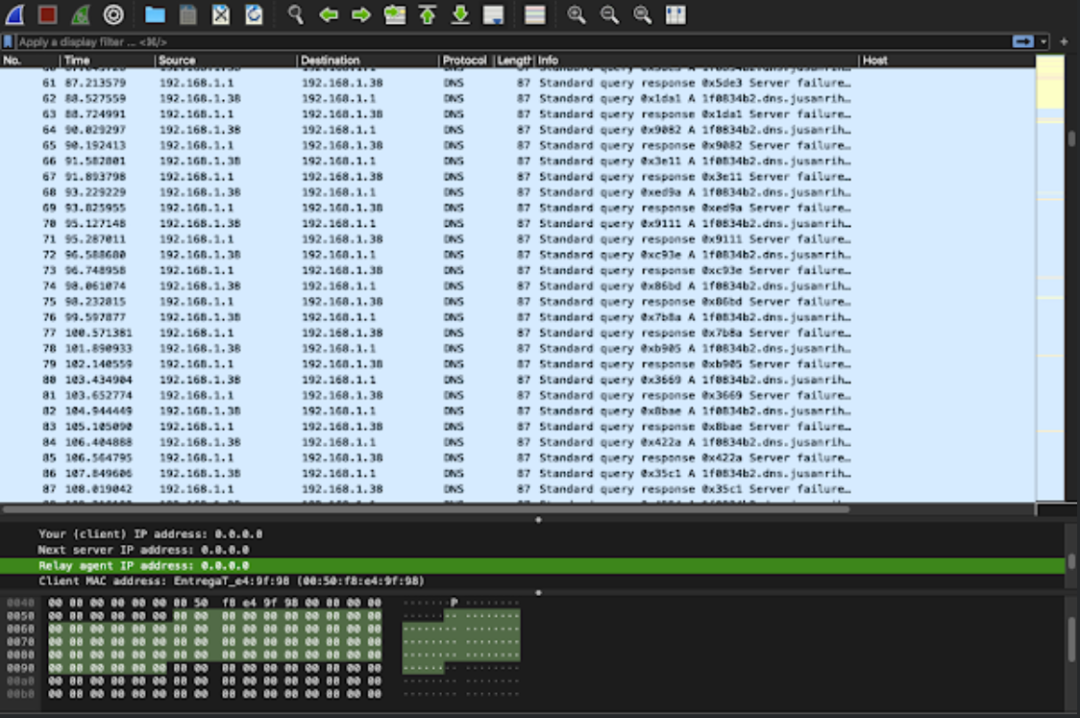 Apply a display filter ... <⌘/>
No. Time Source Destination Protocol Length Info Host
61 87.213579 192.168.1.1 192.168.1.38 DNS 87 Standard query response 0x5de3 Server failure…
62 88.527559 192.168.1.38 192.168.1.1 DNS 87 Standard query 0x1da1 A 1f0834b2.dns.jusanrih…
63 88.724991 192.168.1.1 192.168.1.38 DNS 87 Standard query response 0x1da1 Server failure…
64 90.029297 192.168.1.38 192.168.1.1 DNS 87 Standard query 0x9082 A 1f0834b2.dns.jusanrih…
65 90.192413 192.168.1.1 192.168.1.38 DNS 87 Standard query response 0x9082 Server failure…
66 91.582801 192.168.1.38 192.168.1.1 DNS 87 Standard query 0x3e11 A 1f0834b2.dns.jusanrih…
67 91.893798 192.168.1.1 192.168.1.38 DNS 87 Standard query response 0x3e11 Server failure…
68 93.229229 192.168.1.38 192.168.1.1 DNS 87 Standard query 0xed9a A 1f0834b2.dns.jusanrih…
69 93.825955 192.168.1.1 192.168.1.38 DNS 87 Standard query response 0xed9a Server failure…
70 95.127148 192.168.1.38 192.168.1.1 DNS 87 Standard query 0x9111 A 1f0834b2.dns.jusanrih…
71 95.287011 192.168.1.1 192.168.1.38 DNS 87 Standard query response 0x9111 Server failure…
72 96.588680 192.168.1.38 192.168.1.1 DNS 87 Standard query 0xc93e A 1f0834b2.dns.jusanrih…
73 96.748958 192.168.1.1 192.168.1.38 DNS 87 Standard query response 0xc93e Server failure…
74 98.061074 192.168.1.38 192.168.1.1 DNS 87 Standard query 0x86bd A 1f0834b2.dns.jusanrih…
75 98.232815 192.168.1.1 192.168.1.38 DNS 87 Standard query response 0x86bd Server failure…
76 99.597877 192.168.1.38 192.168.1.1 DNS 87 Standard query 0x7b8a A 1f0834b2.dns.jusanrih…
77 100.571381 192.168.1.1 192.168.1.38 DNS 87 Standard query response 0x7b8a Server failure…
78 101.890933 192.168.1.38 192.168.1.1 DNS 87 Standard query 0xb905 A 1f0834b2.dns.jusanrih…
79 102.140559 192.168.1.1 192.168.1.38 DNS 87 Standard query response 0xb905 Server failure…
80 103.434904 192.168.1.38 192.168.1.1 DNS 87 Standard query 0x3669 A 1f0834b2.dns.jusanrih…
81 103.652774 192.168.1.1 192.168.1.38 DNS 87 Standard query response 0x3669 Server failure…
82 104.944449 192.168.1.38 192.168.1.1 DNS 87 Standard query 0x8bae A 1f0834b2.dns.jusanrih…
83 105.105090 192.168.1.1 192.168.1.38 DNS 87 Standard query response 0x8bae Server failure…
84 106.404888 192.168.1.38 192.168.1.1 DNS 87 Standard query 0x422a A 1f0834b2.dns.jusanrih…
85 106.564795 192.168.1.1 192.168.1.38 DNS 87 Standard query response 0x422a Server failure…
86 107.849606 192.168.1.38 192.168.1.1 DNS 87 Standard query 0x35c1 A 1f0834b2.dns.jusanrih…
87 108.019042 192.168.1.1 192.168.1.38 DNS 87 Standard query response 0x35c1 Server failure…
Your (client) IP address: 0.0.0.0
Next server IP address: 0.0.0.0
Relay agent IP address: 0.0.0.0
Client MAC address: EntregaT_e4:9f:98 (00:50:f8:e4:9f:98)
0040 00 00 00 00 00 00 00 50 f8 e4 9f 98 00 00 00 00 ·······P ········
0050 00 00 00 00 00 00 00 00 00 00 00 00 00 00 00 00 ········ ········
0060 00 00 00 00 00 00 00 00 00 00 00 00 00 00 00 00 ········ ········
0070 00 00 00 00 00 00 00 00 00 00 00 00 00 00 00 00 ········ ········
0080 00 00 00 00 00 00 00 00 00 00 00 00 00 00 00 00 ········ ········
0090 00 00 00 00 00 00 00 00 00 00 00 00 00 00 00 00 ········ ········
00a0 00 00 00 00 00 00 00 00 00 00 00 00 00 00 00 00 ········ ········
00b0 00 00 00 00 00 00 00 00 00 00 00 00 00 00 00 00 ········ ········